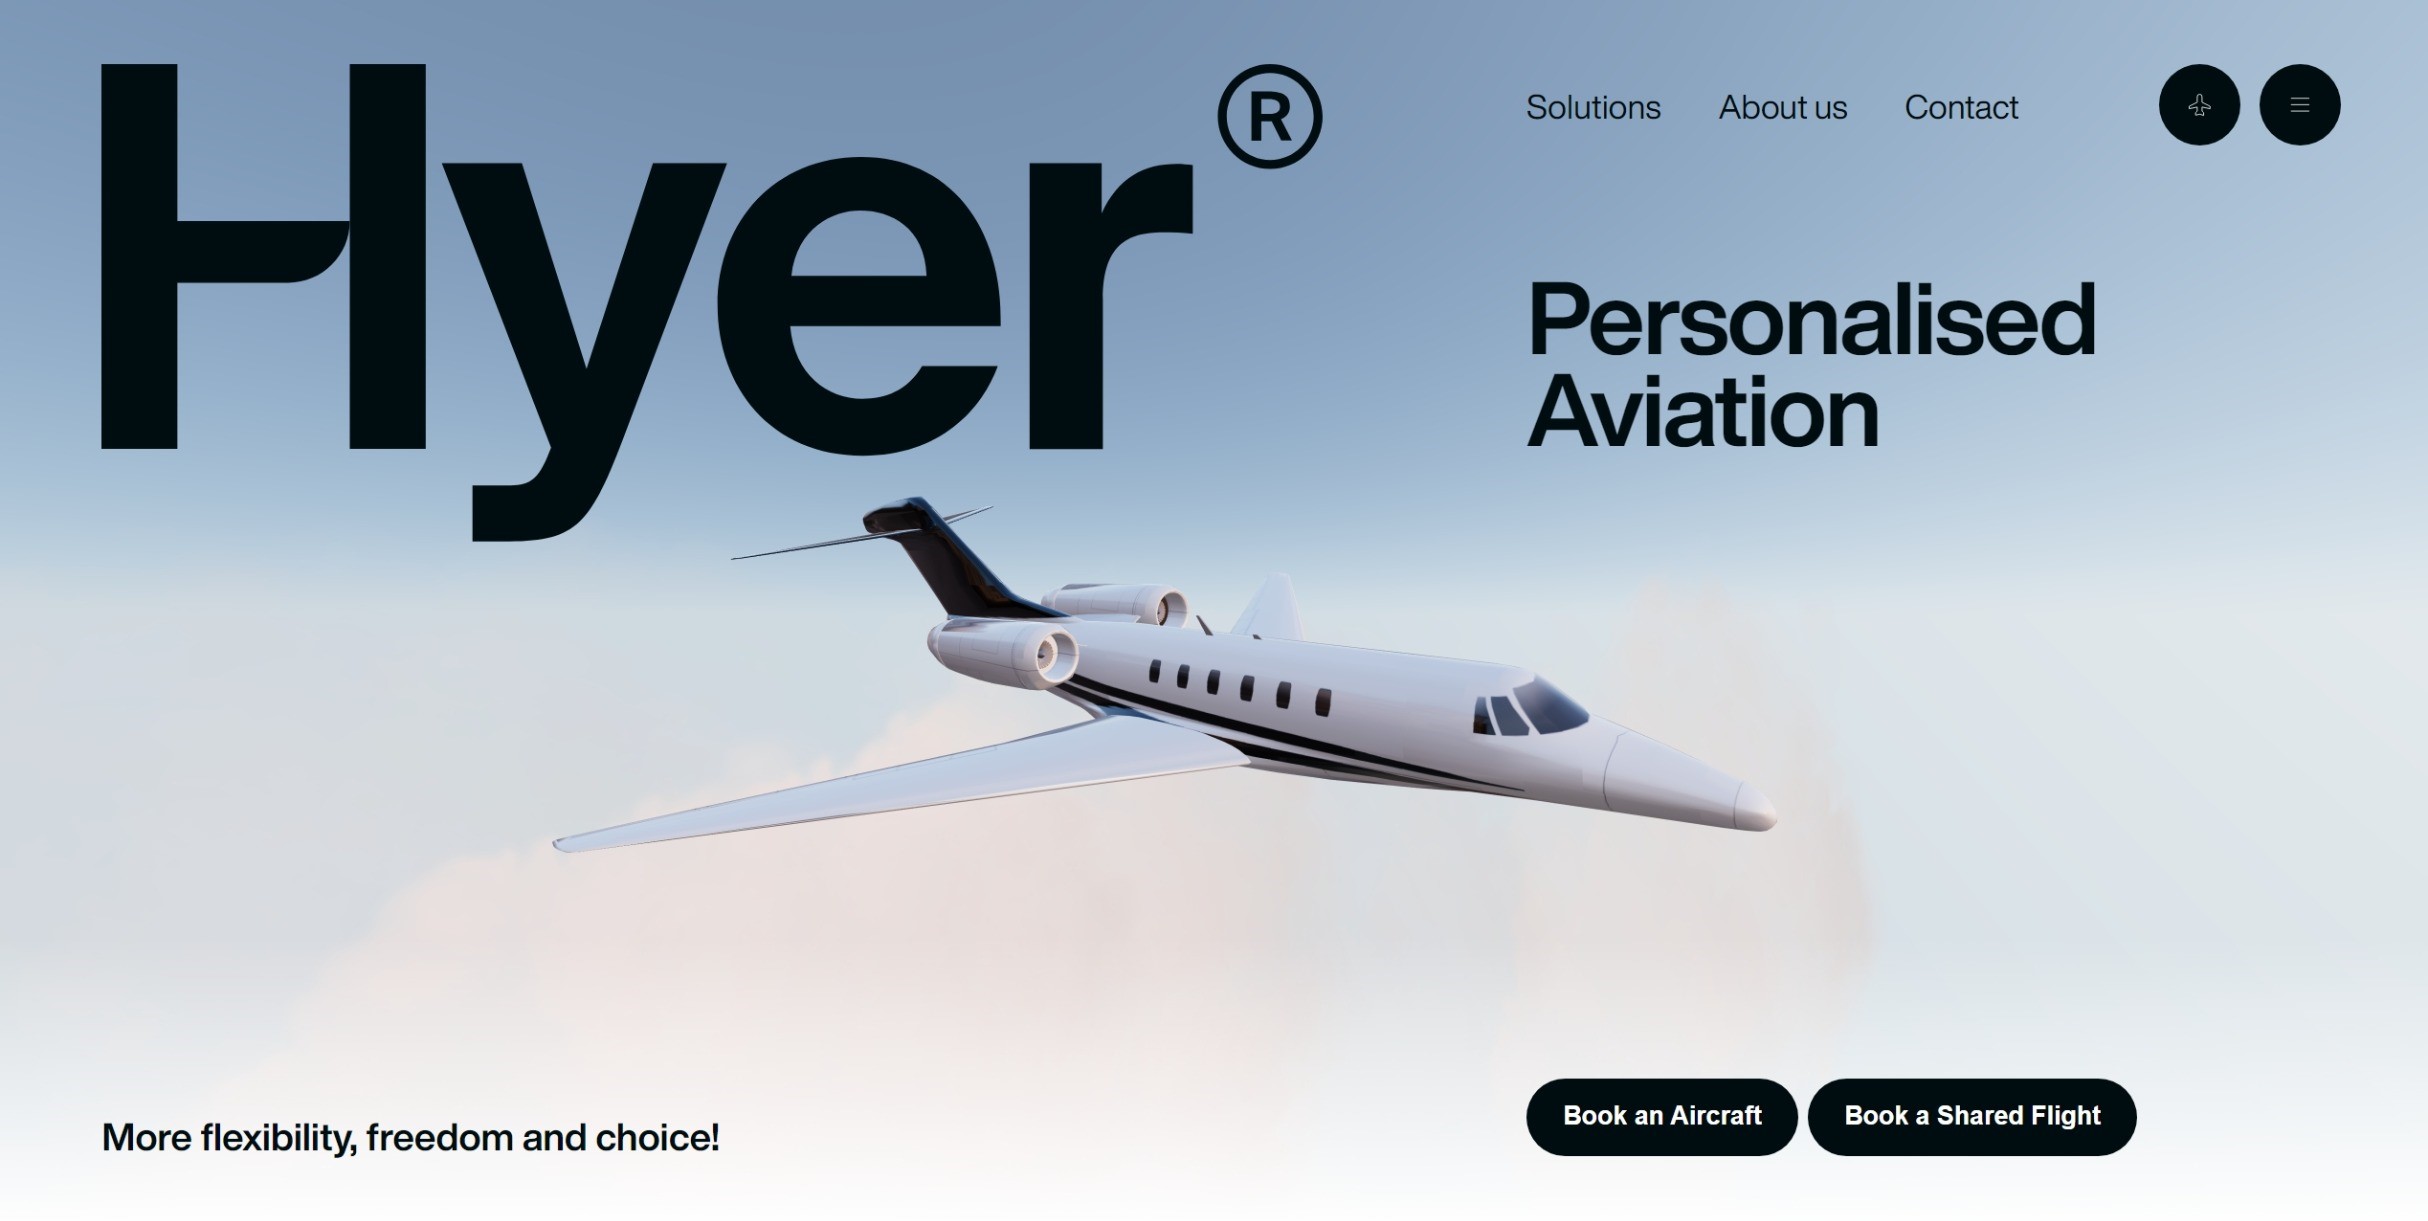 Hyer®
Solutions About us Contact
Personalised
Aviation
More flexibility, freedom and choice!
Book an Aircraft Book a Shared Flight